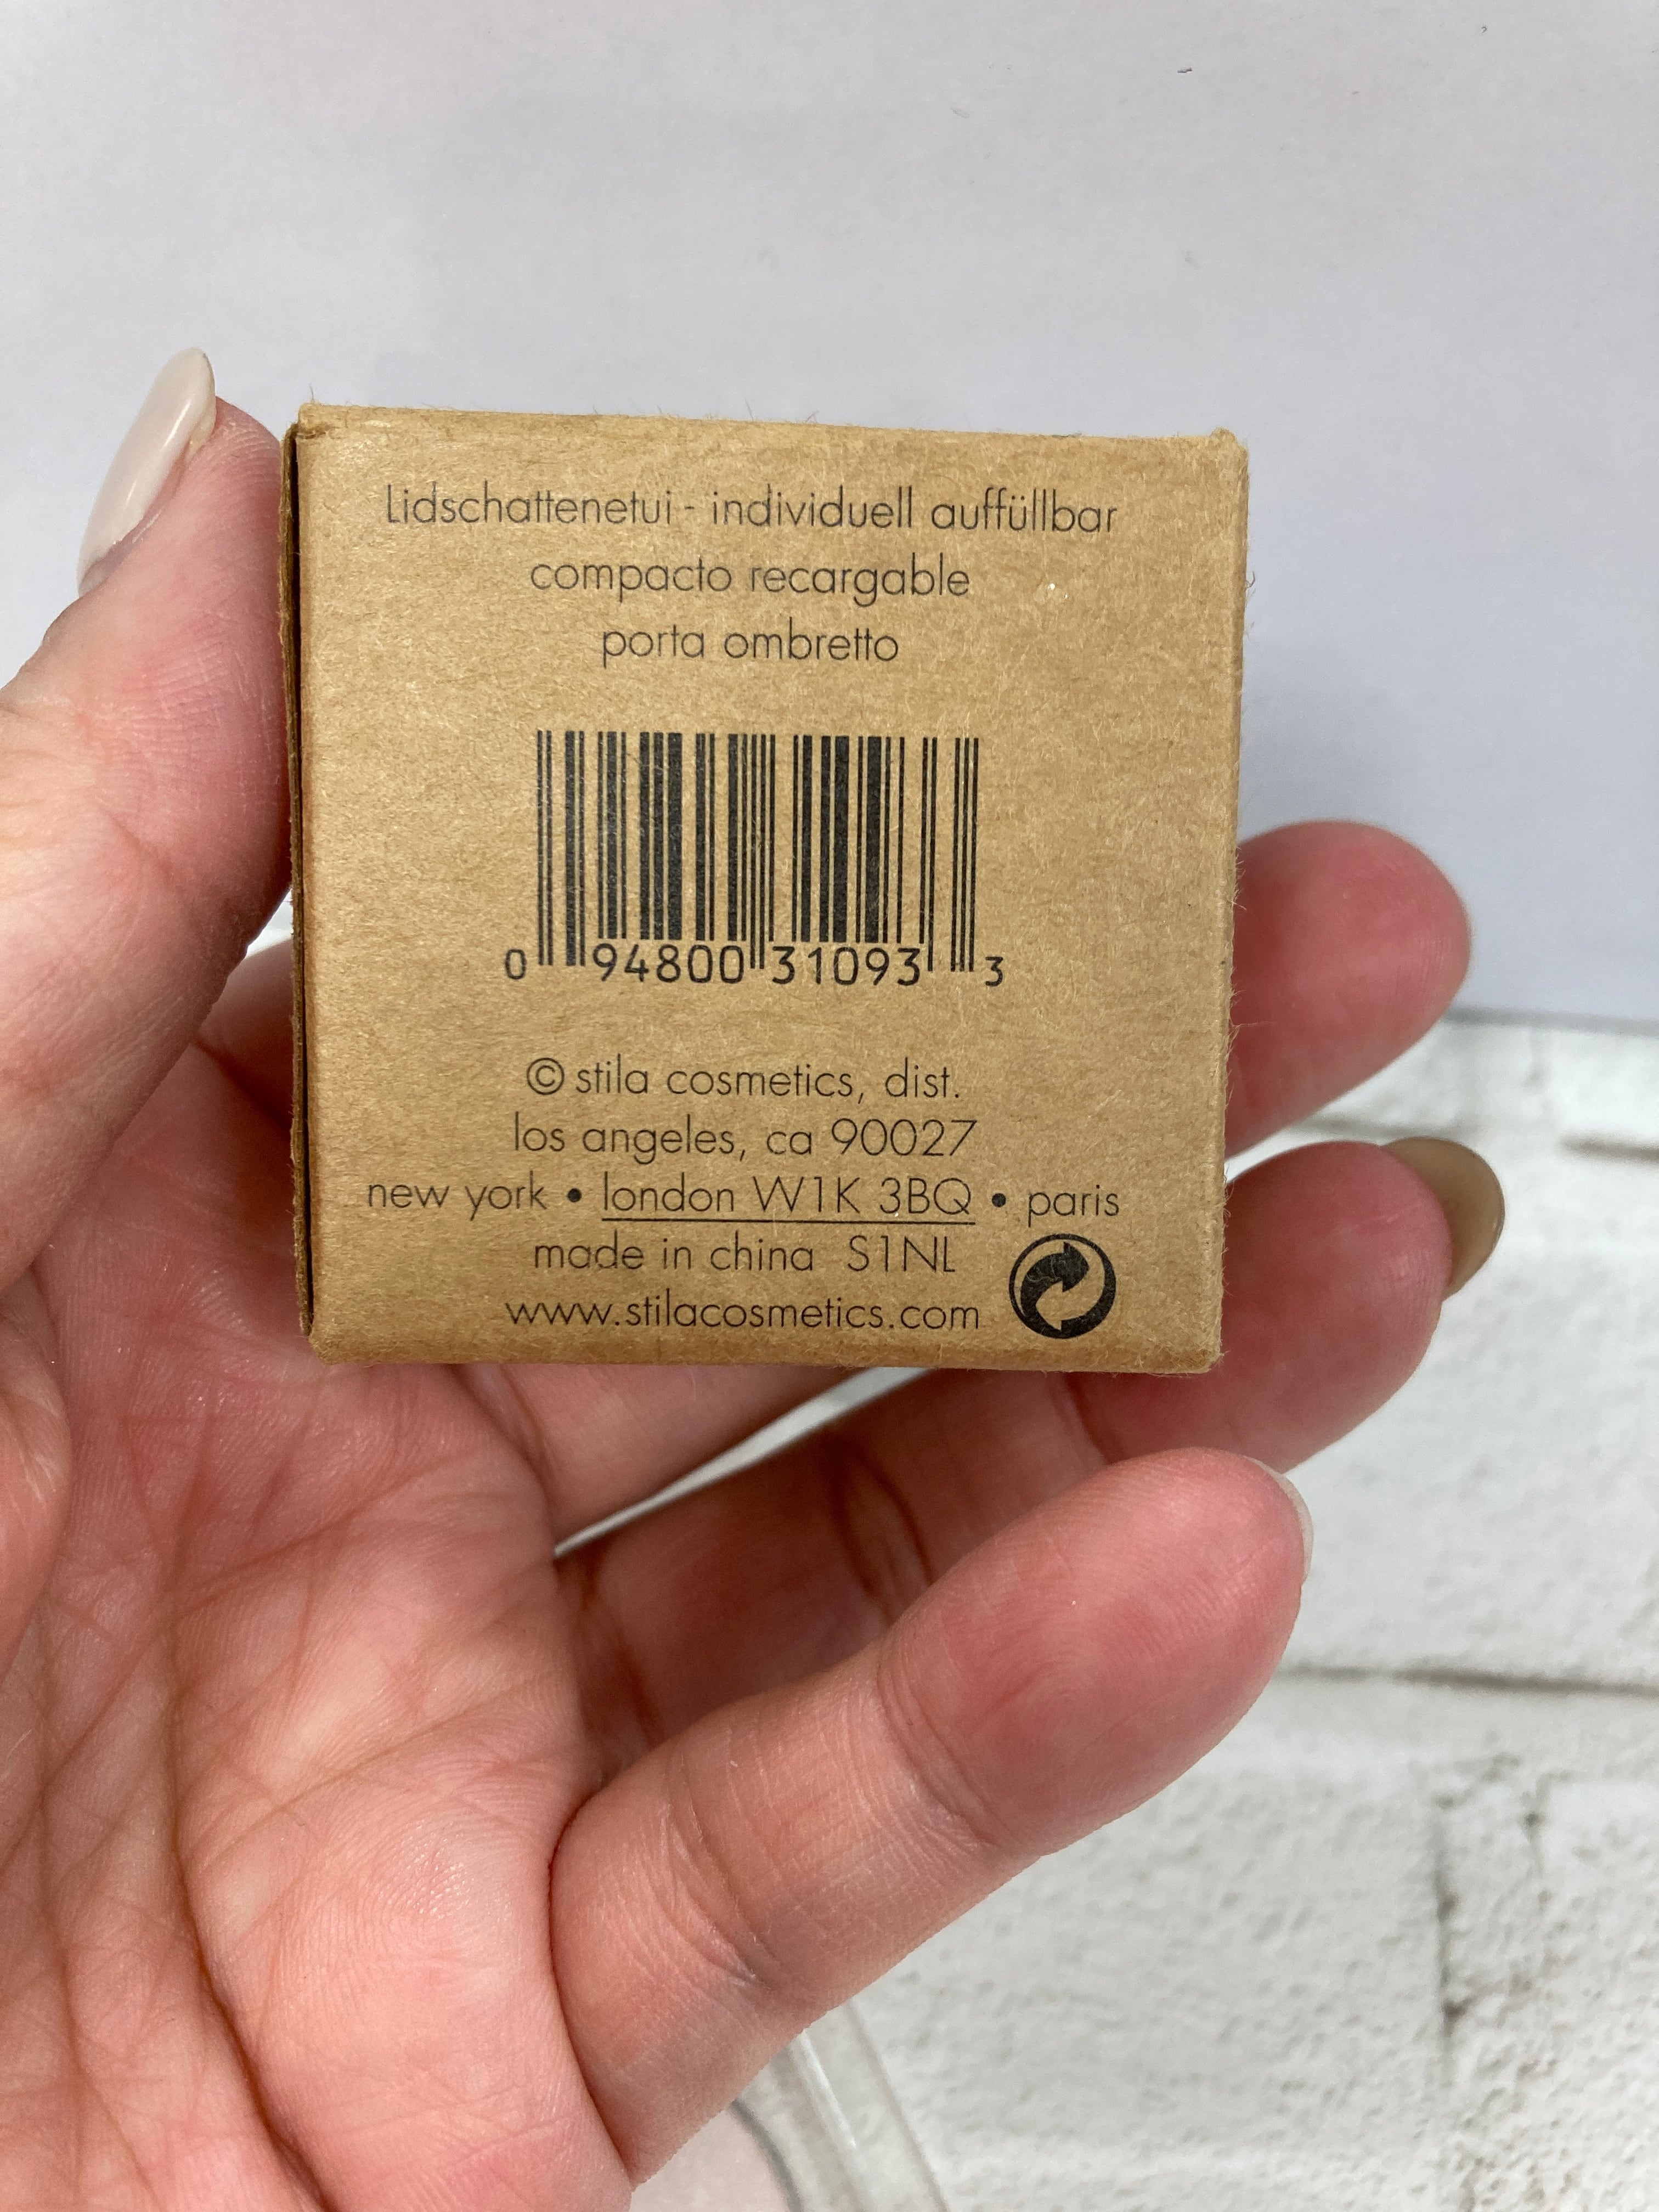 Lidschattenetui - individuell auffüllbar
compacto recargable
porta ombretto
0 94800 31093 3
© stila cosmetics, dist.
los angeles, ca 90027
new york • london W1K 3BQ • paris
made in china S1NL
www.stilacosmetics.com